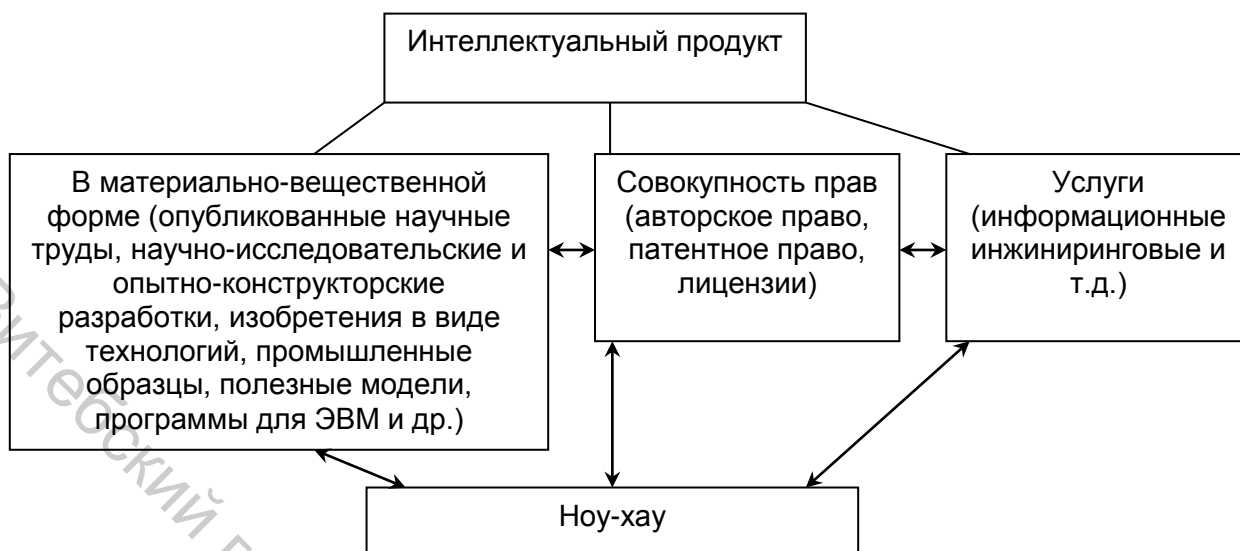 Интеллектуальный продукт
В материально-вещественной
форме (опубликованные научные
труды, научно-исследовательские и
опытно-конструкторские
разработки, изобретения в виде
технологий, промышленные
образцы, полезные модели,
программы для ЭВМ и др.)
Совокупность прав
(авторское право,
патентное право,
лицензии)
Услуги
(информационные
инжиниринговые и
т.д.)
Ноу-хау
Витебский